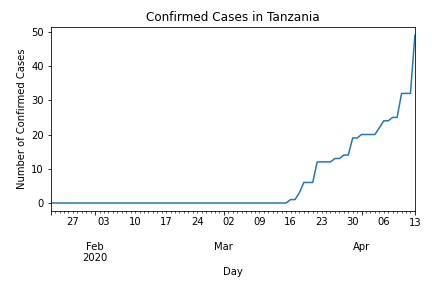 Confirmed Cases in Tanzania
50
40
30
20
10
0
Number of Confirmed Cases
27 03 10 17 24 02 09 16 23 30 06 13
Feb Mar Apr
2020
Day